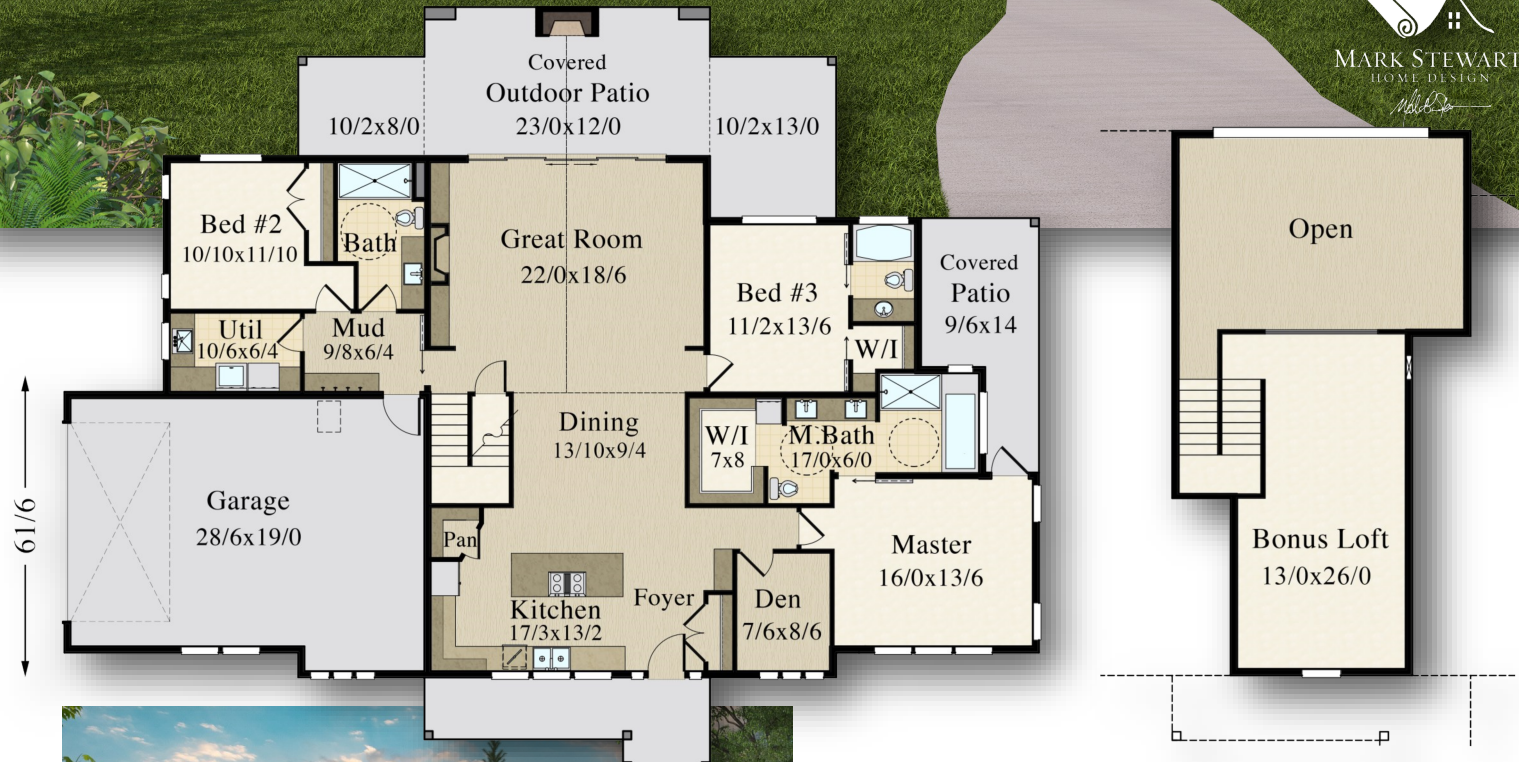 MARK STEWART
HOME DESIGN
Covered
Outdoor Patio
10/2x8/0
23/0x12/0
10/2x13/0
Bed #2
10/10x11/10
Bath
Great Room
22/0x18/6
Bed #3
11/2x13/6
W/I
Covered
Patio
9/6x14
Util
10/6x6/4
Mud
9/8x6/4
Dining
13/10x9/4
W/I
7x8
M.Bath
17/0x6/0
Garage
28/6x19/0
61/6
Pan
Kitchen
17/3x13/2
Foyer
Den
7/6x8/6
Master
16/0x13/6
Open
Bonus Loft
13/0x26/0